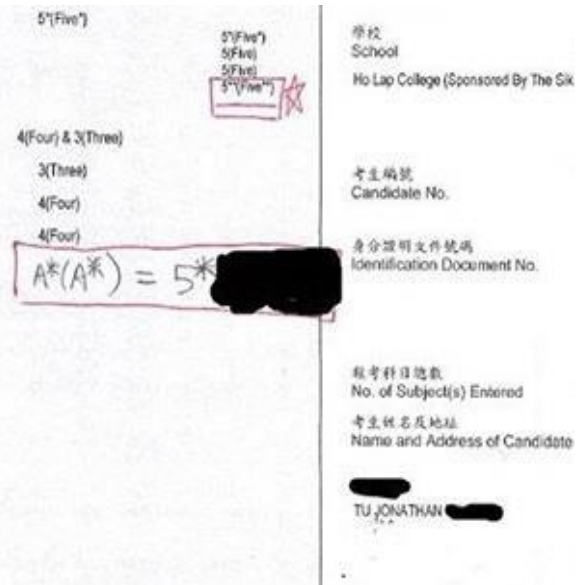 5*(Five*)
5*(Five*)
5(Five)
5(Five)
5**(Five**)
4(Four) & 3(Three)
3(Three)
4(Four)
4(Four)
A*(A*) = 5*
學校
School
Ho Lap College (Sponsored By The Sik
考生編號
Candidate No.
身分證明文件號碼
Identification Document No.
報考科目總數
No. of Subject(s) Entered
考生姓名及地址
Name and Address of Candidate
TU JONATHAN